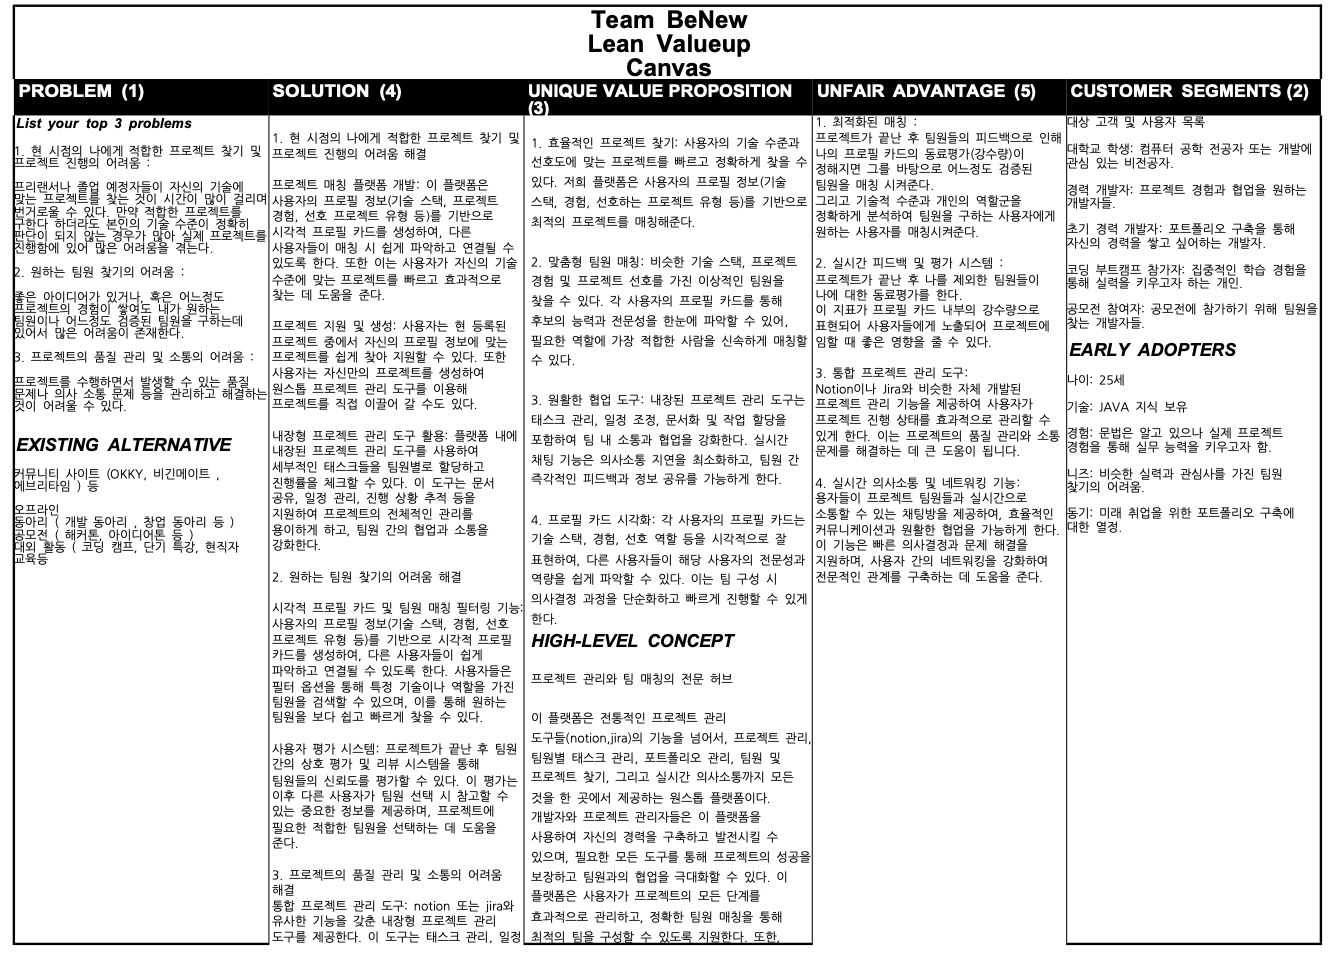 Team BeNew
Lean Valueup
Canvas
PROBLEM (1)
List your top 3 problems
1. 현 시점의 나에게 적합한 프로젝트 찾기 및
프로젝트 진행의 어려움 :
프리랜서나 졸업 예정자들이 자신의 기술에
맞는 프로젝트를 찾는 것이 시간이 많이 걸리며
번거로울 수 있다. 만약 적합한 프로젝트를
구한다 하더라도 본인의 기술 수준이 정확히
판단이 되지 않는 경우가 많아 실제 프로젝트를
진행함에 있어 많은 어려움을 겪는다.
2. 원하는 팀원 찾기의 어려움 :
좋은 아이디어가 있거나, 혹은 어느정도
프로젝트의 경험이 쌓여도 내가 원하는
팀원이나 어느정도 검증된 팀원을 구하는데
있어서 많은 어려움이 존재한다.
3. 프로젝트의 품질 관리 및 소통의 어려움 :
프로젝트를 수행하면서 발생할 수 있는 품질
문제나 의사 소통 문제 등을 관리하고 해결하는
것이 어려울 수 있다.
EXISTING ALTERNATIVE
커뮤니티 사이트 (OKKY, 비긴메이트 ,
에브리타임 ) 등
오프라인
동아리 ( 개발 동아리 , 창업 동아리 등 )
공모전 ( 해커톤, 아이디어톤 등 )
대외 활동 ( 코딩 캠프, 단기 특강, 현직자
교육등
SOLUTION (4)
1. 현 시점의 나에게 적합한 프로젝트 찾기 및
프로젝트 진행의 어려움 해결
프로젝트 매칭 플랫폼 개발: 이 플랫폼은
사용자의 프로필 정보(기술 스택, 프로젝트
경험, 선호 프로젝트 유형 등)를 기반으로
시각적 프로필 카드를 생성하여, 다른
사용자들이 매칭 시 쉽게 파악하고 연결될 수
있도록 한다. 또한 이는 사용자가 자신의 기술
수준에 맞는 프로젝트를 빠르고 효과적으로
찾는 데 도움을 준다.
프로젝트 지원 및 생성: 사용자는 현 등록된
프로젝트 중에서 자신의 프로필 정보에 맞는
프로젝트를 쉽게 찾아 지원할 수 있다. 또한
사용자는 자신만의 프로젝트를 생성하여
원스톱 프로젝트 관리 도구를 이용해
프로젝트를 직접 이끌어 갈 수도 있다.
내장형 프로젝트 관리 도구 활용: 플랫폼 내에
내장된 프로젝트 관리 도구를 사용하여
세부적인 태스크들을 팀원별로 할당하고
진행률을 체크할 수 있다. 이 도구는 문서
공유, 일정 관리, 진행 상황 추적 등을
지원하여 프로젝트의 전체적인 관리를
용이하게 하고, 팀원 간의 협업과 소통을
강화한다.
2. 원하는 팀원 찾기의 어려움 해결
시각적 프로필 카드 및 팀원 매칭 필터링 기능:
사용자의 프로필 정보(기술 스택, 경험, 선호
프로젝트 유형 등)를 기반으로 시각적 프로필
카드를 생성하여, 다른 사용자들이 쉽게
파악하고 연결될 수 있도록 한다. 사용자들은
필터 옵션을 통해 특정 기술이나 역할을 가진
팀원을 검색할 수 있으며, 이를 통해 원하는
팀원을 보다 쉽고 빠르게 찾을 수 있다.
사용자 평가 시스템: 프로젝트가 끝난 후 팀원
간의 상호 평가 및 리뷰 시스템을 통해
팀원들의 신뢰도를 평가할 수 있다. 이 평가는
이후 다른 사용자가 팀원 선택 시 참고할 수
있는 중요한 정보를 제공하며, 프로젝트에
필요한 적합한 팀원을 선택하는 데 도움을
준다.
3. 프로젝트의 품질 관리 및 소통의 어려움
해결
통합 프로젝트 관리 도구: notion 또는 jira와
유사한 기능을 갖춘 내장형 프로젝트 관리
도구를 제공한다. 이 도구는 태스크 관리, 일정
UNIQUE VALUE PROPOSITION
(3)
1. 효율적인 프로젝트 찾기: 사용자의 기술 수준과
선호도에 맞는 프로젝트를 빠르고 정확하게 찾을 수
있다. 저희 플랫폼은 사용자의 프로필 정보(기술
스택, 경험, 선호하는 프로젝트 유형 등)를 기반으로
최적의 프로젝트를 매칭해준다.
2. 맞춤형 팀원 매칭: 비슷한 기술 스택, 프로젝트
경험 및 프로젝트 선호를 가진 이상적인 팀원을
찾을 수 있다. 각 사용자의 프로필 카드를 통해
후보의 능력과 전문성을 한눈에 파악할 수 있어,
필요한 역할에 가장 적합한 사람을 신속하게 매칭할
수 있다.
3. 원활한 협업 도구: 내장된 프로젝트 관리 도구는
태스크 관리, 일정 조정, 문서화 및 작업 할당을
포함하여 팀 내 소통과 협업을 강화한다. 실시간
채팅 기능은 의사소통 지연을 최소화하고, 팀원 간
즉각적인 피드백과 정보 공유를 가능하게 한다.
4. 프로필 카드 시각화: 각 사용자의 프로필 카드는
기술 스택, 경험, 선호 역할 등을 시각적으로 잘
표현하여, 다른 사용자들이 해당 사용자의 전문성과
역량을 쉽게 파악할 수 있다. 이는 팀 구성 시
의사결정 과정을 단순화하고 빠르게 진행할 수 있게
한다.
HIGH-LEVEL CONCEPT
프로젝트 관리와 팀 매칭의 전문 허브
이 플랫폼은 전통적인 프로젝트 관리
도구들(notion,jira)의 기능을 넘어서, 프로젝트 관리,
팀원별 태스크 관리, 포트폴리오 관리, 팀원 및
프로젝트 찾기, 그리고 실시간 의사소통까지 모든
것을 한 곳에서 제공하는 원스톱 플랫폼이다.
개발자와 프로젝트 관리자들은 이 플랫폼을
사용하여 자신의 경력을 구축하고 발전시킬 수
있으며, 필요한 모든 도구를 통해 프로젝트의 성공을
보장하고 팀원과의 협업을 극대화할 수 있다. 이
플랫폼은 사용자가 프로젝트의 모든 단계를
효과적으로 관리하고, 정확한 팀원 매칭을 통해
최적의 팀을 구성할 수 있도록 지원한다. 또한,
UNFAIR ADVANTAGE (5)
1. 최적화된 매칭 :
프로젝트가 끝난 후 팀원들의 피드백으로 인해
나의 프로필 카드의 동료평가(강수량)이
정해지면 그를 바탕으로 어느정도 검증된
팀원을 매칭 시켜준다.
그리고 기술적 수준과 개인의 역할군을
정확하게 분석하여 팀원을 구하는 사용자에게
원하는 사용자를 매칭시켜준다.
2. 실시간 피드백 및 평가 시스템 :
프로젝트가 끝난 후 나를 제외한 팀원들이
나에 대한 동료평가를 한다.
이 지표가 프로필 카드 내부의 강수량으로
표현되어 사용자들에게 노출되어 프로젝트에
임할 때 좋은 영향을 줄 수 있다.
3. 통합 프로젝트 관리 도구:
Notion이나 Jira와 비슷한 자체 개발된
프로젝트 관리 기능을 제공하여 사용자가
프로젝트 진행 상태를 효과적으로 관리할 수
있게 한다. 이는 프로젝트의 품질 관리와 소통
문제를 해결하는 데 큰 도움이 됩니다.
4. 실시간 의사소통 및 네트워킹 기능:
용자들이 프로젝트 팀원들과 실시간으로
소통할 수 있는 채팅방을 제공하여, 효율적인
커뮤니케이션과 원활한 협업을 가능하게 한다.
이 기능은 빠른 의사결정과 문제 해결을
지원하며, 사용자 간의 네트워킹을 강화하여
전문적인 관계를 구축하는 데 도움을 준다.
CUSTOMER SEGMENTS (2)
대상 고객 및 사용자 목록
대학교 학생: 컴퓨터 공학 전공자 또는 개발에
관심 있는 비전공자.
경력 개발자: 프로젝트 경험과 협업을 원하는
개발자들.
초기 경력 개발자: 포트폴리오 구축을 통해
자신의 경력을 쌓고 싶어하는 개발자.
코딩 부트캠프 참가자: 집중적인 학습 경험을
통해 실력을 키우고자 하는 개인.
공모전 참여자: 공모전에 참가하기 위해 팀원을
찾는 개발자들.
EARLY ADOPTERS
나이: 25세
기술: JAVA 지식 보유
경험: 문법은 알고 있으나 실제 프로젝트
경험을 통해 실무 능력을 키우고자 함.
니즈: 비슷한 실력과 관심사를 가진 팀원
찾기의 어려움.
동기: 미래 취업을 위한 포트폴리오 구축에
대한 열정.